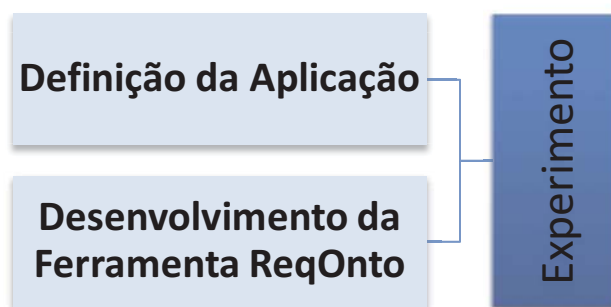 Definição da Aplicação
Desenvolvimento da
Ferramenta ReqOnto
Experimento